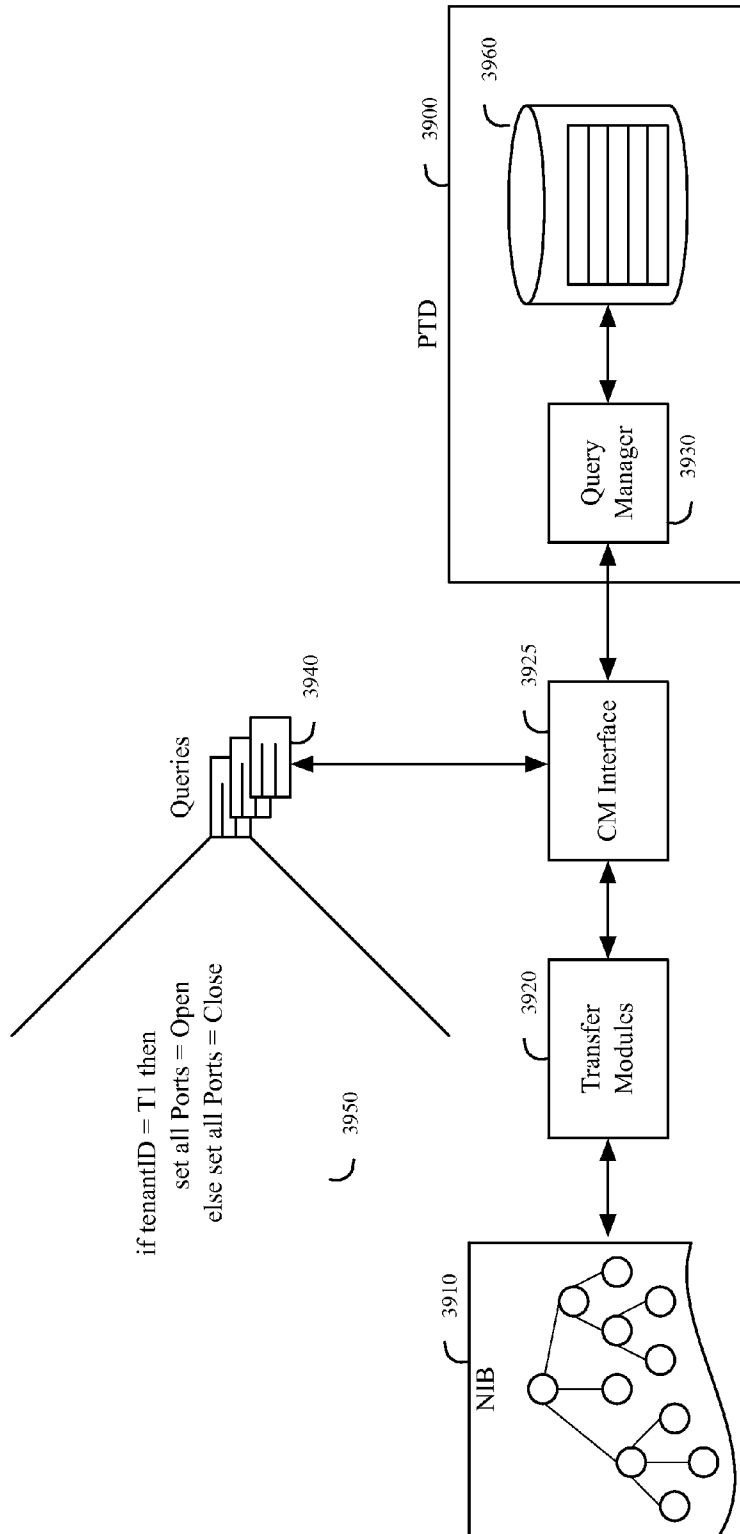 if tenantID = T1 then
set all Ports = Open
else set all Ports = Close
3950
Queries
3940
NIB
3910
Transfer
Modules
3920
CM Interface
3925
PTD
3900
Query
Manager
3930
3960